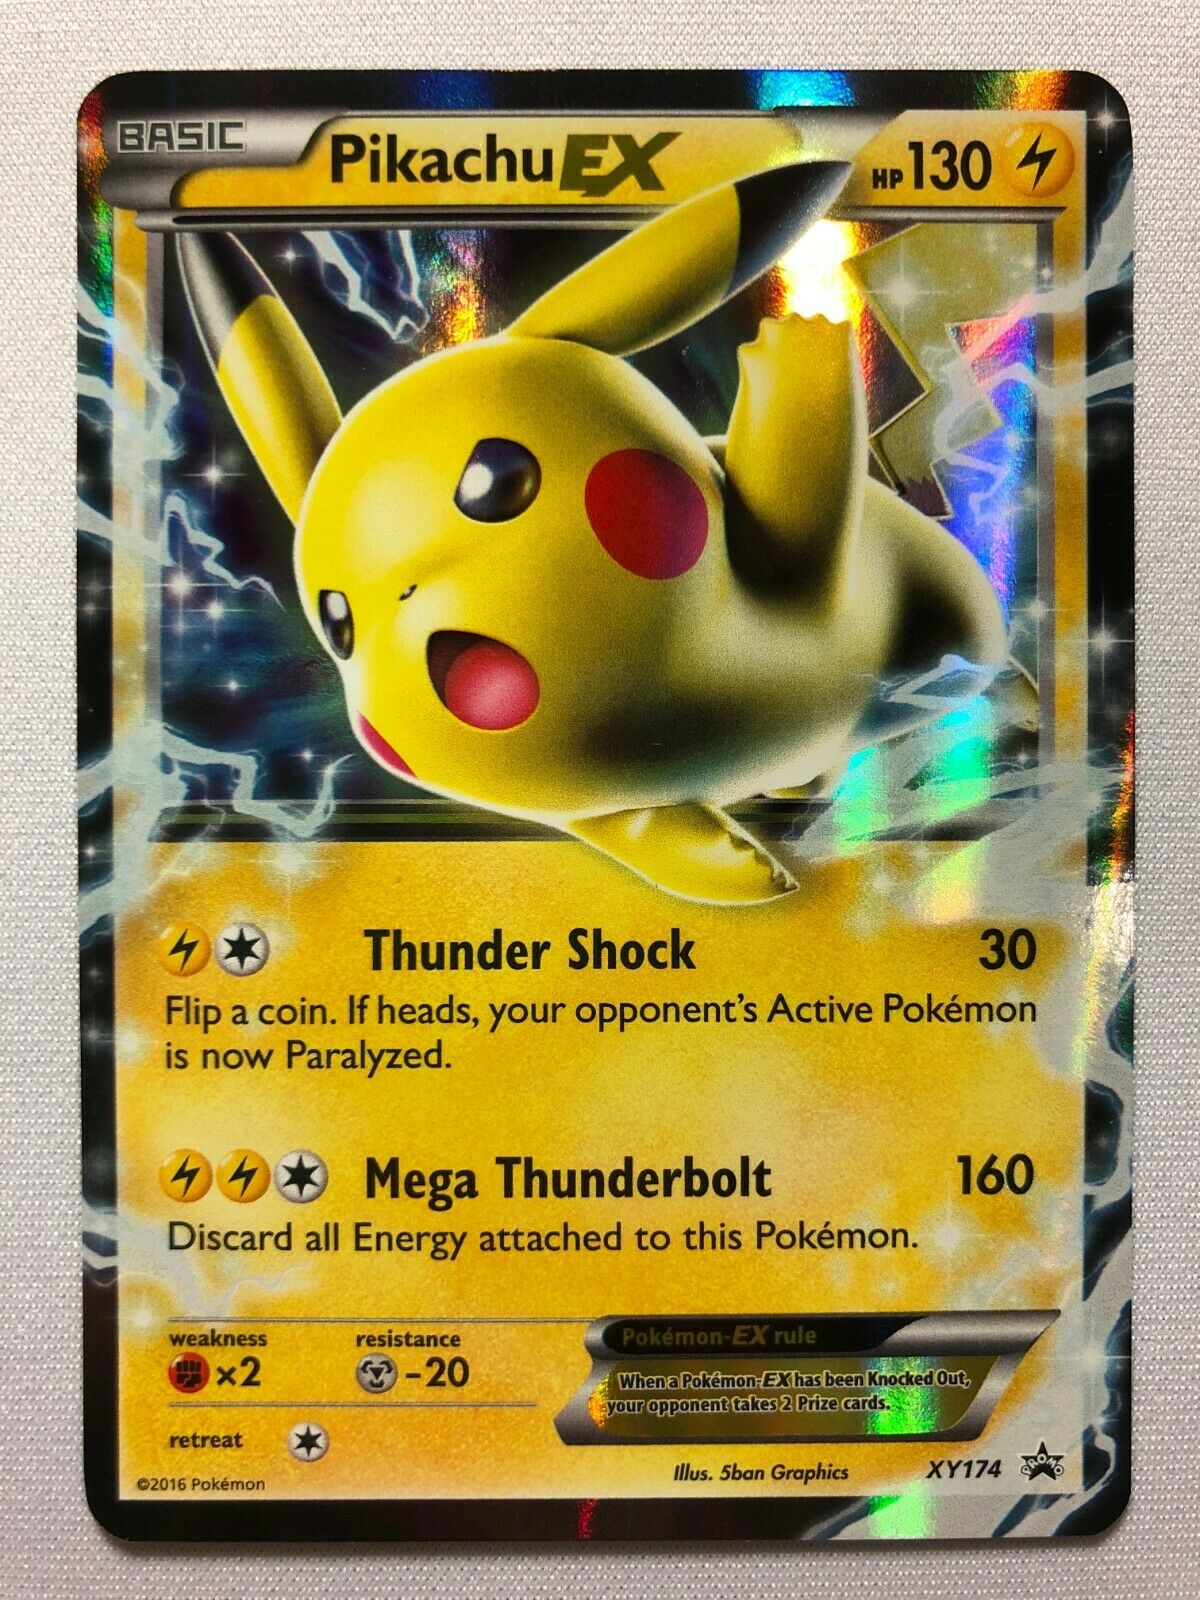 BASIC
Pikachu EX
HP 130
Thunder Shock 30
Flip a coin. If heads, your opponent's Active Pokémon
is now Paralyzed.
Mega Thunderbolt 160
Discard all Energy attached to this Pokémon.
weakness resistance
×2 -20
Pokémon-EX rule
When a Pokémon-EX has been Knocked Out,
your opponent takes 2 Prize cards.
retreat
©2016 Pokémon
Illus. 5ban Graphics
XY174
PROMO